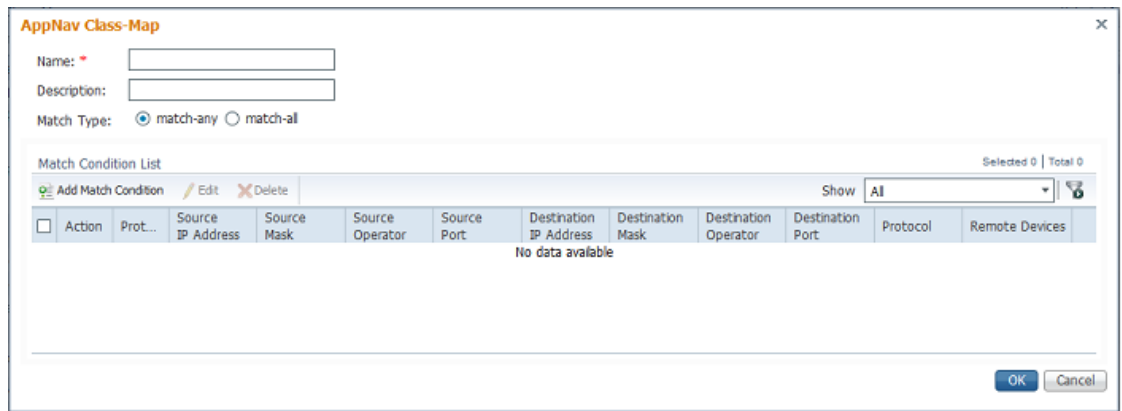 AppNav Class-Map
Name: *
Description:
Match Type: match-any match-all
Match Condition List
Selected 0 | Total 0
Add Match Condition Edit Delete
Show All
Action Prot... Source IP Address Source Mask Source Operator Source Port Destination IP Address Destination Mask Destination Operator Destination Port Protocol Remote Devices
No data available
OK Cancel